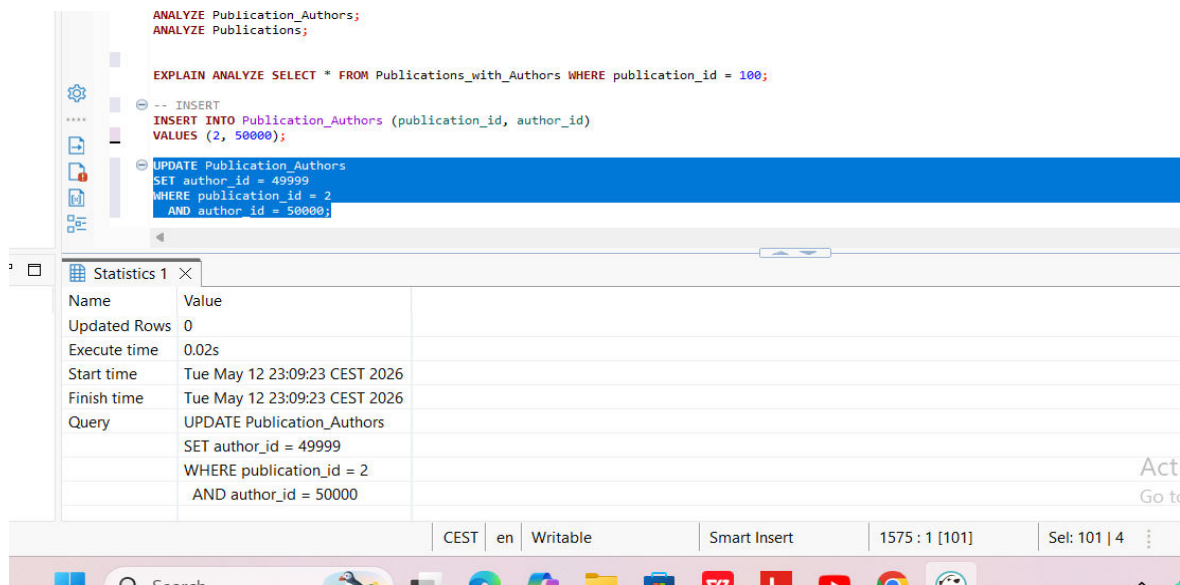 ANALYZE Publication_Authors;
ANALYZE Publications;
EXPLAIN ANALYZE SELECT * FROM Publications_with_Authors WHERE publication_id = 100;
-- INSERT
INSERT INTO Publication_Authors (publication_id, author_id)
VALUES (2, 50000);
UPDATE Publication_Authors
SET author_id = 49999
WHERE publication_id = 2
AND author_id = 50000;
Statistics 1
Name Value
Updated Rows 0
Execute time 0.02s
Start time Tue May 12 23:09:23 CEST 2026
Finish time Tue May 12 23:09:23 CEST 2026
Query UPDATE Publication_Authors
SET author_id = 49999
WHERE publication_id = 2
AND author_id = 50000
Act
Go to
CEST en Writable Smart Insert 1575 : 1 [101] Sel: 101 | 4
Search